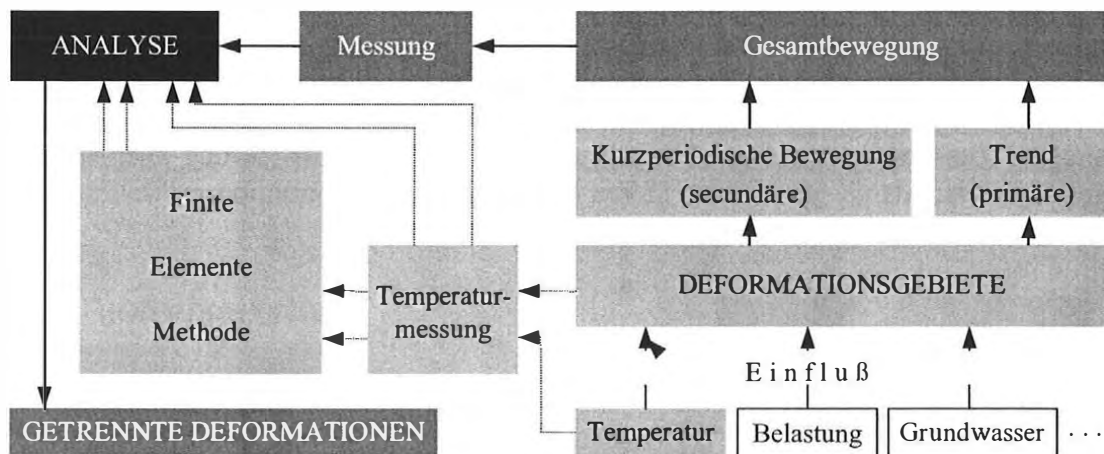 ANALYSE
Messung
Gesamtbewegung
Kurzperiodische Bewegung
(secundäre)
Trend
(primäre)
Finite
Elemente
Methode
Temperatur-
messung
DEFORMATIONSGEBIETE
Einfluß
GETRENNTE DEFORMATIONEN
Temperatur
Belastung
Grundwasser
...